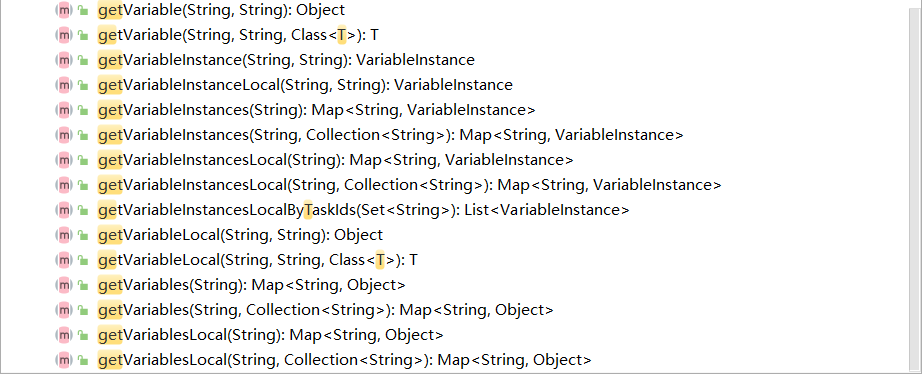 m getVariable(String, String): Object
m getVariable(String, String, Class<T>): T
m getVariableInstance(String, String): VariableInstance
m getVariableInstanceLocal(String, String): VariableInstance
m getVariableInstances(String): Map<String, VariableInstance>
m getVariableInstances(String, Collection<String>): Map<String, VariableInstance>
m getVariableInstancesLocal(String): Map<String, VariableInstance>
m getVariableInstancesLocal(String, Collection<String>): Map<String, VariableInstance>
m getVariableInstancesLocalByTaskIds(Set<String>): List<VariableInstance>
m getVariableLocal(String, String): Object
m getVariableLocal(String, String, Class<T>): T
m getVariables(String): Map<String, Object>
m getVariables(String, Collection<String>): Map<String, Object>
m getVariablesLocal(String): Map<String, Object>
m getVariablesLocal(String, Collection<String>): Map<String, Object>